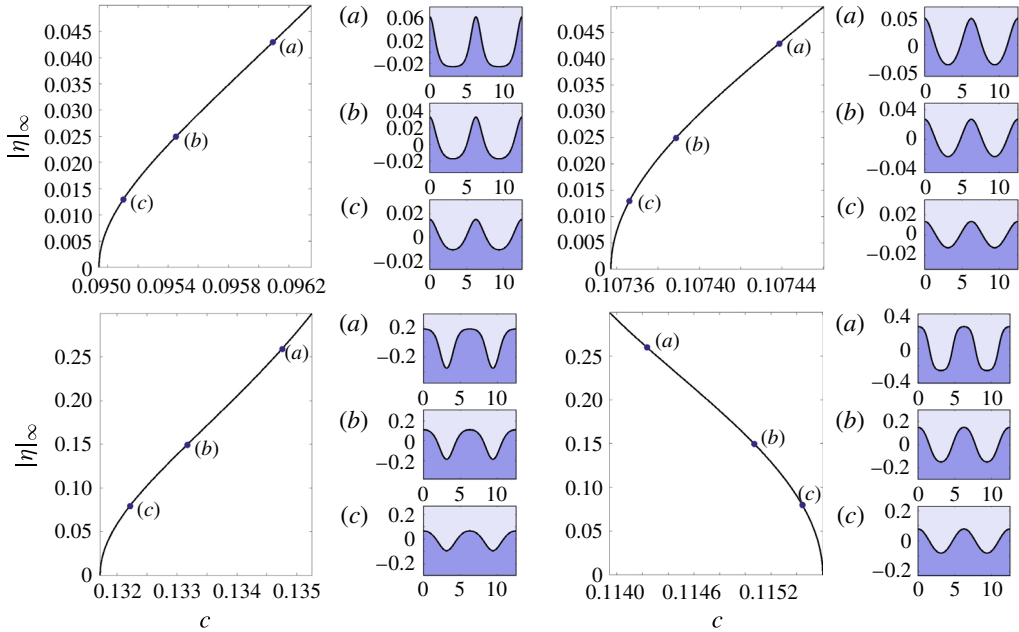 0.045
0.040
0.035
0.030
0.025
0.020
0.015
0.010
0.005
0
|η|∞
(a)
(b)
(c)
0.0950 0.0954 0.0958 0.0962
(a)
0.06
0.02
−0.02
0 5 10
(b)
0.04
0.02
0
−0.02
0 5 10
(c)
0.02
0
−0.02
0 5 10
0.045
0.040
0.035
0.030
0.025
0.020
0.015
0.010
0.005
0
(a)
(b)
(c)
0.10736 0.10740 0.10744
(a)
0.05
0
−0.05
0 5 10
(b)
0.04
0
−0.04
0 5 10
(c)
0.02
0
−0.02
0 5 10
0.25
0.20
0.15
0.10
0.05
0
|η|∞
(a)
(b)
(c)
0.132 0.133 0.134 0.135
c
(a)
0.2
−0.2
0 5 10
(b)
0.2
0
−0.2
0 5 10
(c)
0.2
0
−0.2
0 5 10
0.25
0.20
0.15
0.10
0.05
0
(a)
(b)
(c)
0.1140 0.1146 0.1152
c
(a)
0.4
0
−0.4
0 5 10
(b)
0.2
0
−0.2
0 5 10
(c)
0.2
0
−0.2
0 5 10